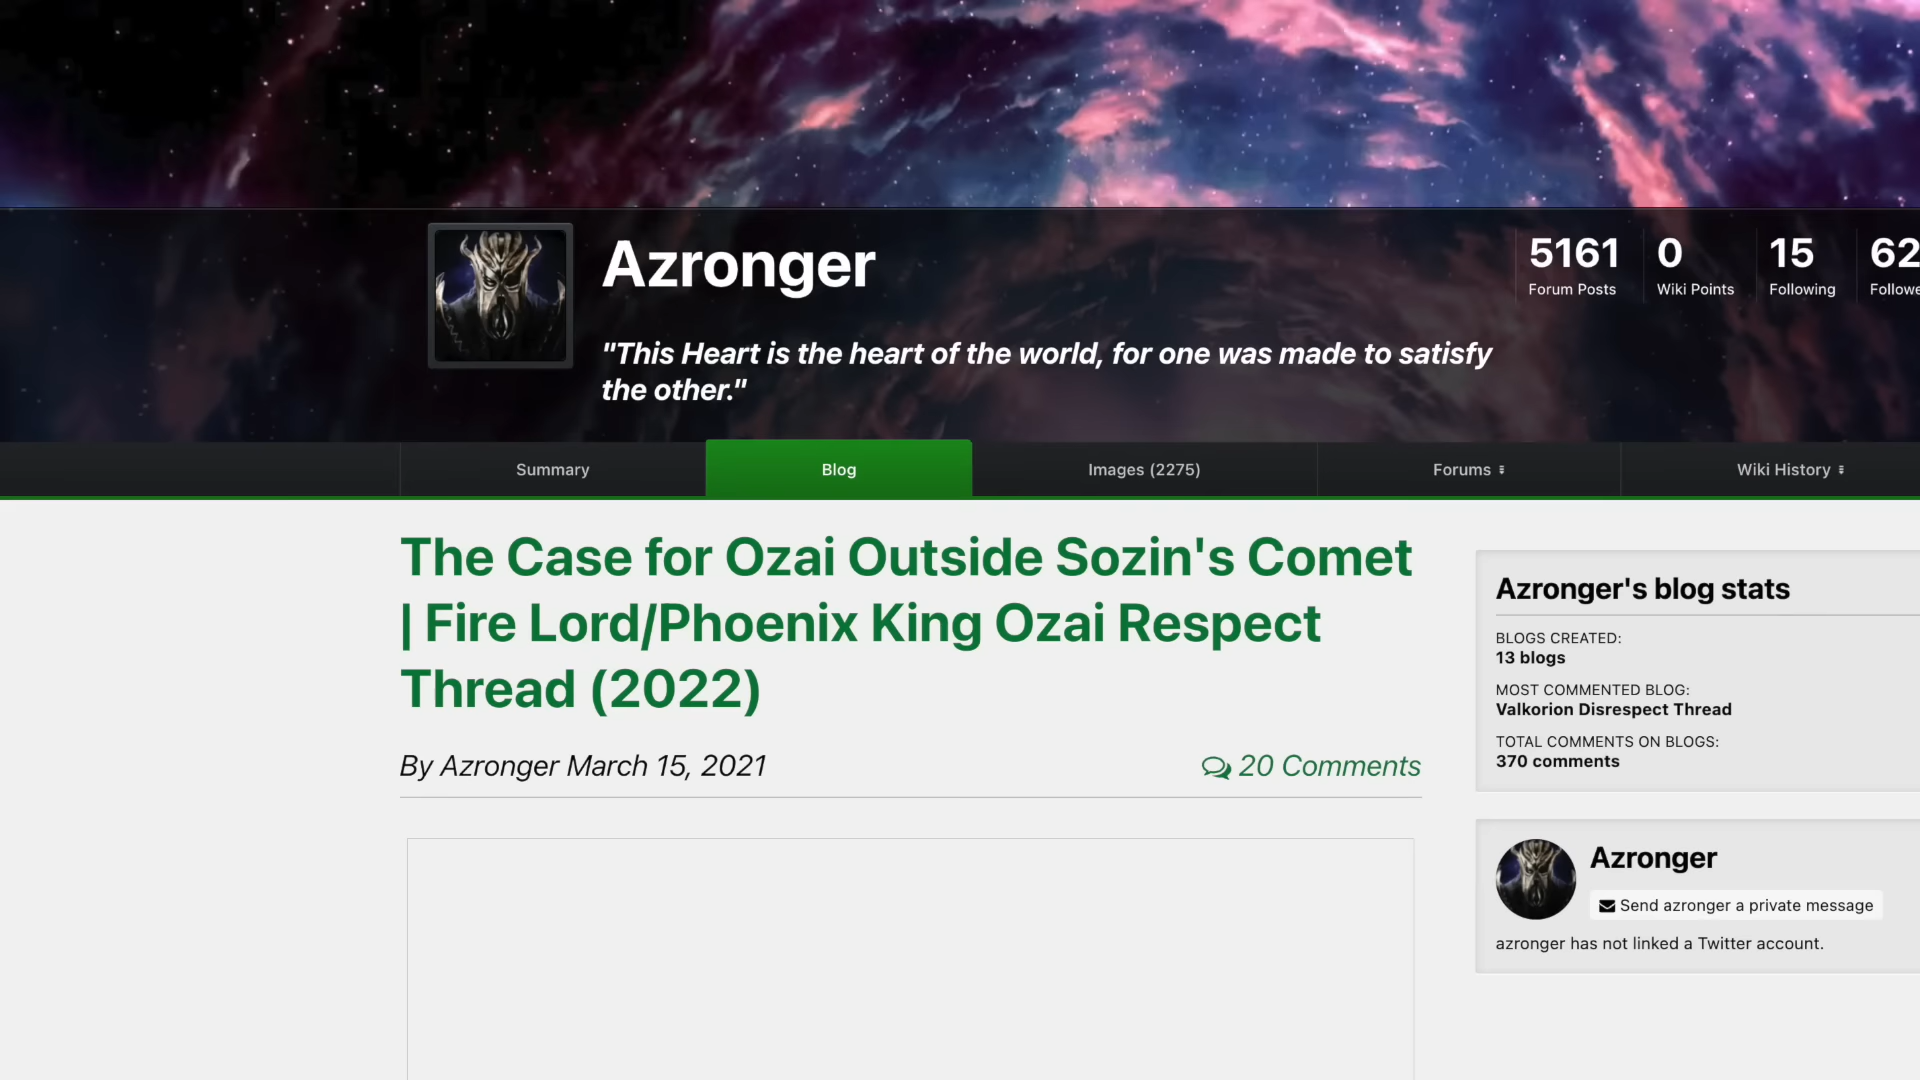 Azronger
"This Heart is the heart of the world, for one was made to satisfy
the other."
5161
Forum Posts
0
Wiki Points
15
Following
62
Followe
Summary
Blog
Images (2275)
Forums
Wiki History
The Case for Ozai Outside Sozin's Comet
| Fire Lord/Phoenix King Ozai Respect
Thread (2022)
By Azronger March 15, 2021
20 Comments
Azronger's blog stats
BLOGS CREATED:
13 blogs
MOST COMMENTED BLOG:
Valkorion Disrespect Thread
TOTAL COMMENTS ON BLOGS:
370 comments
Azronger
Send azronger a private message
azronger has not linked a Twitter account.